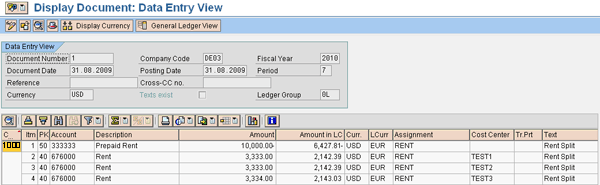 Display Document: Data Entry View
Display Currency General Ledger View
Data Entry View
Document Number 1 Company Code DE03 Fiscal Year 2010
Document Date 31.08.2009 Posting Date 31.08.2009 Period 7
Reference Cross-CC no.
Currency USD Texts exist Ledger Group 0L
C.. Itm PK Account Description Amount Amount in LC Curr. LCurr Assignment Cost Center Tr.Prt Text
1000 1 50 333333 Prepaid Rent 10,000.00- 6,427.81- USD EUR RENT Rent Split
2 40 676000 Rent 3,333.00 2,142.39 USD EUR RENT TEST1 Rent Split
3 40 676000 Rent 3,333.00 2,142.39 USD EUR RENT TEST2 Rent Split
4 40 676000 Rent 3,334.00 2,143.03 USD EUR RENT TEST3 Rent Split